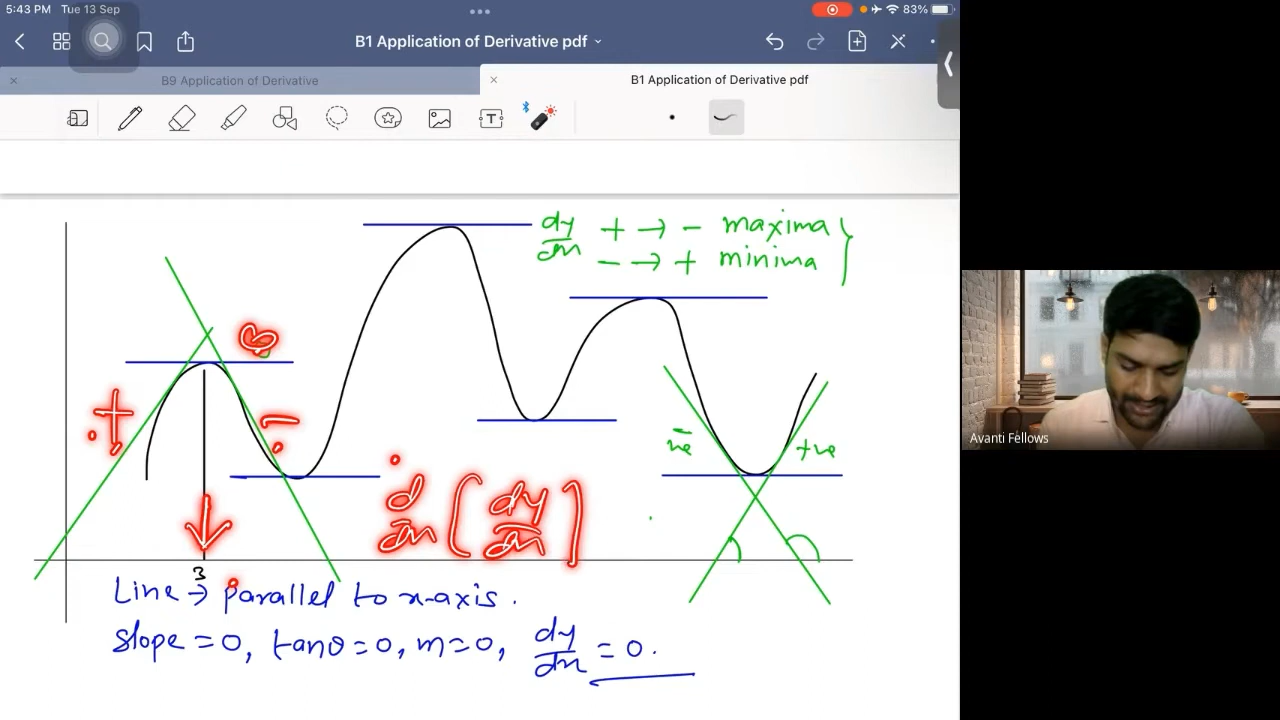 5:43 PM Tue 13 Sep
83%
B1 Application of Derivative pdf
B9 Application of Derivative
B1 Application of Derivative pdf
T
dy/dx + → - maxima
- → + minima
+
-
-ve
+ve
d/dx [dy/dx]
3
Line → parallel to x-axis.
slope = 0, tanθ = 0, m = 0, dy/dx = 0.
Avanti Fellows